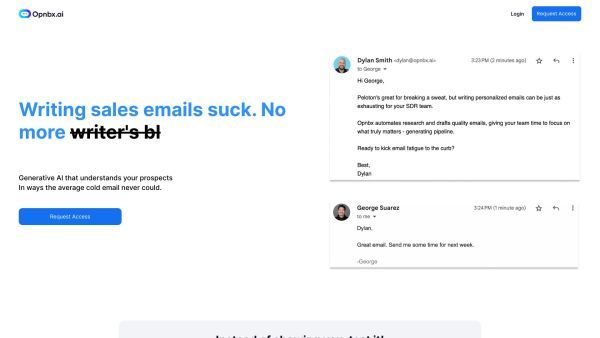 Opnbx.ai
Login
Request Access
Writing sales emails suck. No
more writer's bl
Generative AI that understands your prospects
In ways the average cold email never could.
Request Access
Dylan Smith <dylan@opnbx.ai>
3:23 PM (2 minutes ago)
to George
Hi George,
Peloton's great for breaking a sweat, but writing personalized emails can be just as
exhausting for your SDR team.
Opnbx automates research and drafts quality emails, giving your team time to focus on
what truly matters - generating pipeline.
Ready to kick email fatigue to the curb?
Best,
Dylan
George Suarez
3:24 PM (1 minute ago)
to me
Dylan,
Great email. Send me some time for next week.
-George